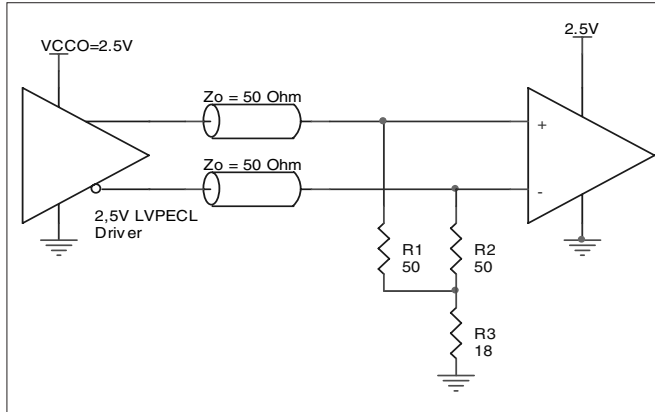 VCCO=2.5V
2.5V
Zo = 50 Ohm
+
Zo = 50 Ohm
-
2,5V LVPECL
Driver
R1
50
R2
50
R3
18